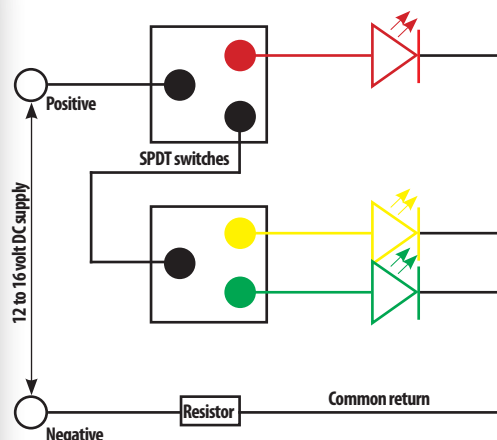 Positive
SPDT switches
12 to 16 volt DC supply
Common return
Resistor
Negative